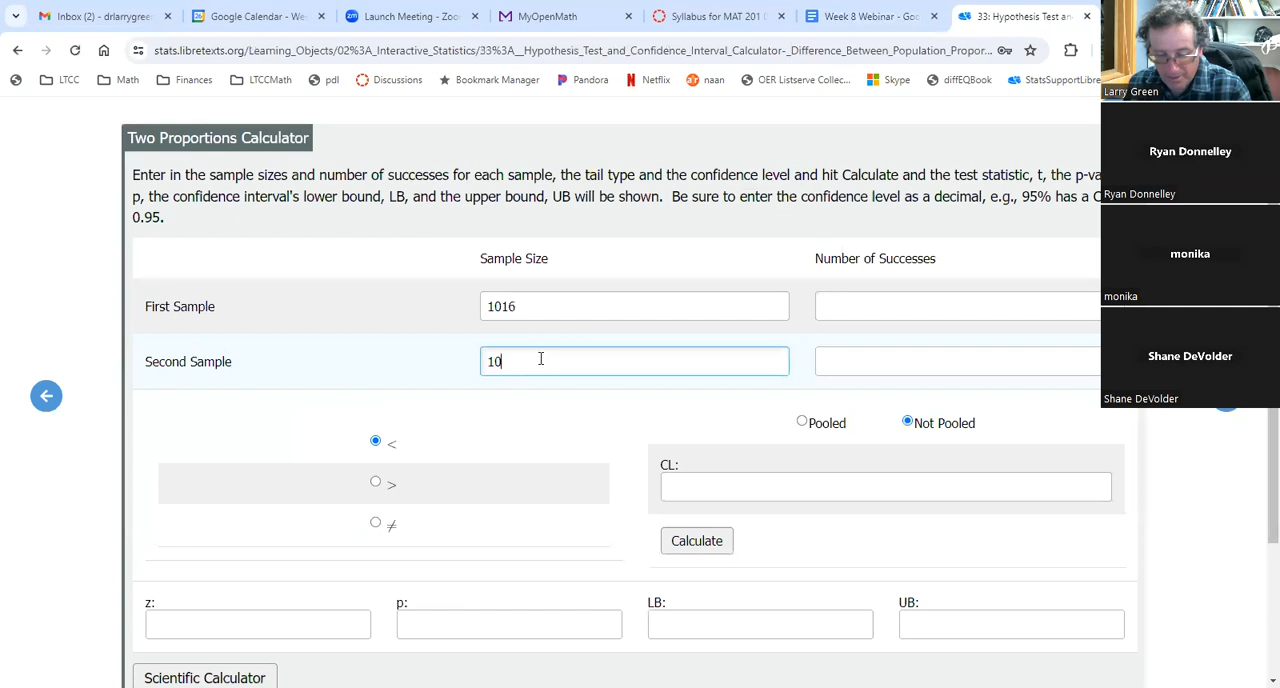 Inbox (2) - drlarrygree
Google Calendar - We
Launch Meeting - Zoo
MyOpenMath
Syllabus for MAT 201
Week 8 Webinar - Goo
33: Hypothesis Test an
stats.libretexts.org/Learning_Objects/02%3A_Interactive_Statistics/33%3A__Hypothesis_Test_and_Confidence_Interval_Calculator-_Difference_Between_Population_Propor...
LTCC
Math
Finances
LTCCMath
pdl
Discussions
Bookmark Manager
Pandora
Netflix
naan
OER Listserve Collec...
Skype
diffEQBook
StatsSupportLibre
Larry Green
Ryan Donnelley
Ryan Donnelley
monika
monika
Shane DeVolder
Shane DeVolder
Two Proportions Calculator
Enter in the sample sizes and number of successes for each sample, the tail type and the confidence level and hit Calculate and the test statistic, t, the p-va
p, the confidence interval's lower bound, LB, and the upper bound, UB will be shown. Be sure to enter the confidence level as a decimal, e.g., 95% has a C
0.95.
Sample Size Number of Successes
First Sample 1016
Second Sample 10
Pooled Not Pooled
<
>
≠
CL:
Calculate
z: p: LB: UB:
Scientific Calculator